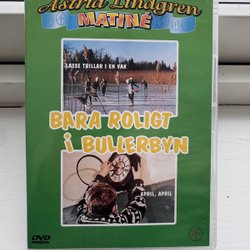 Astrid Lindgren
MATINÉ
LASSE TRILLAR I EN VAK
BARA ROLIGT
i BULLERBYN
APRIL, APRIL
DVD